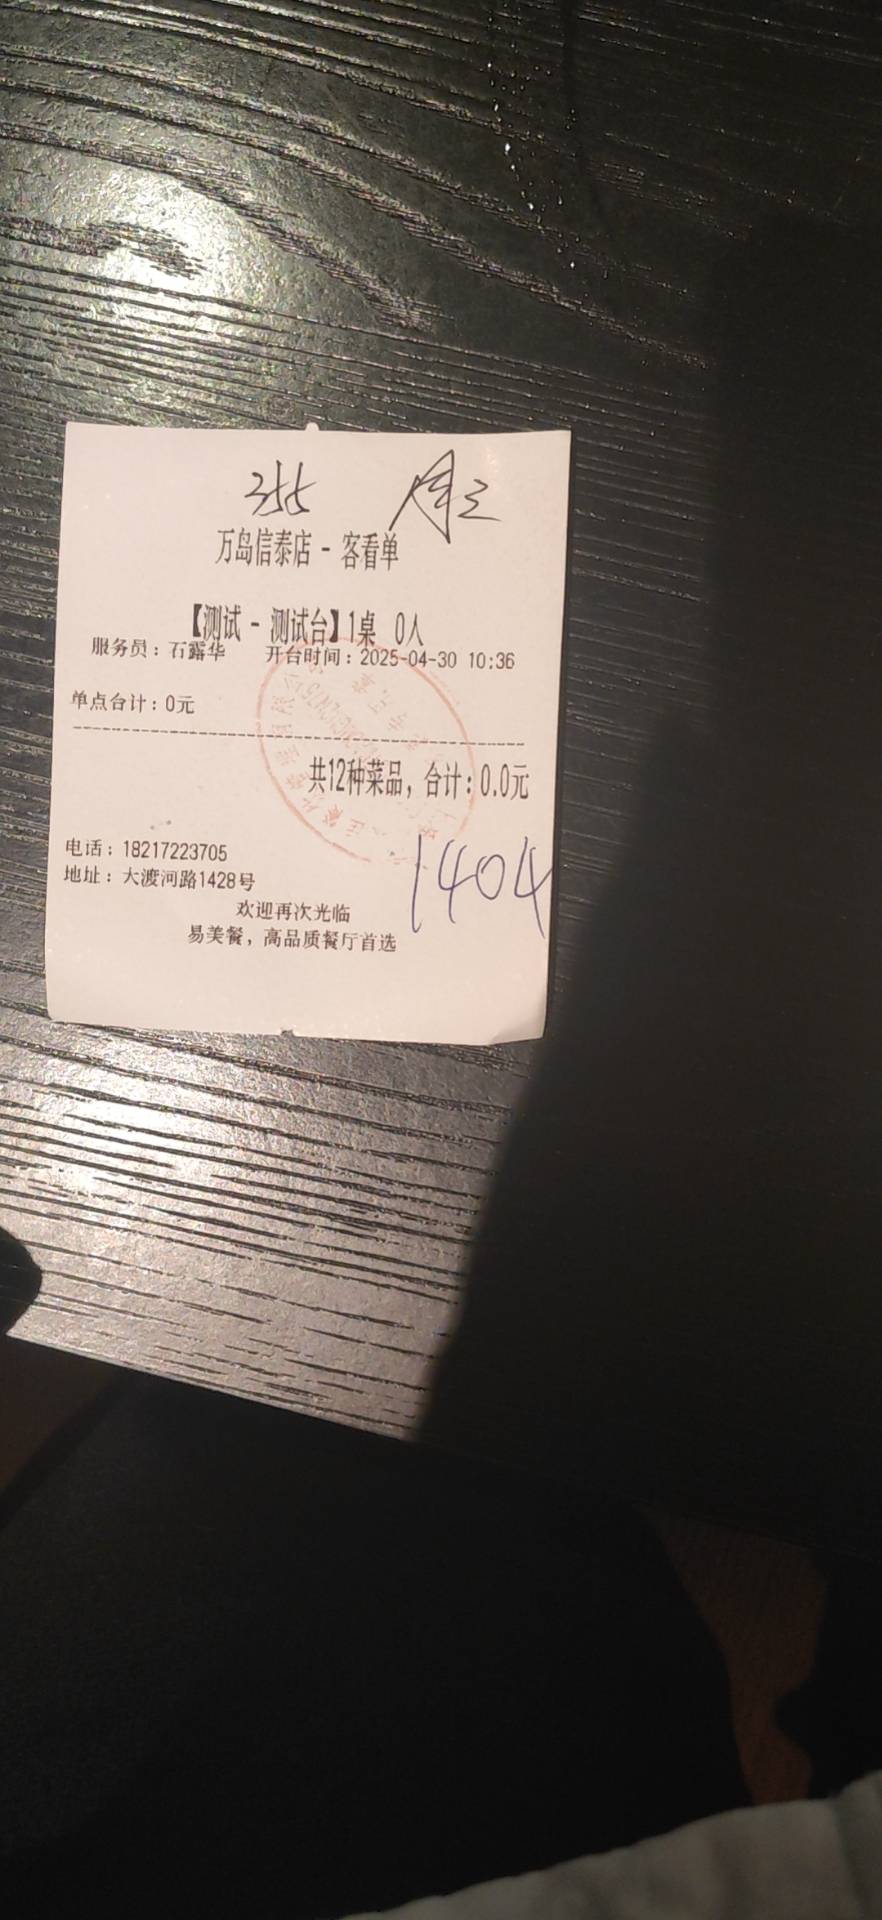 355 周三
万岛信泰店 - 客看单
【测试 - 测试台】1桌 0人
服务员：石露华 开台时间：2025-04-30 10:36
单点台计：0元
共12种菜品，合计：0.0元
电话：18217223705
地址：大渡河路1428号
1404
欢迎再次光临
易美餐，高品质餐厅首选